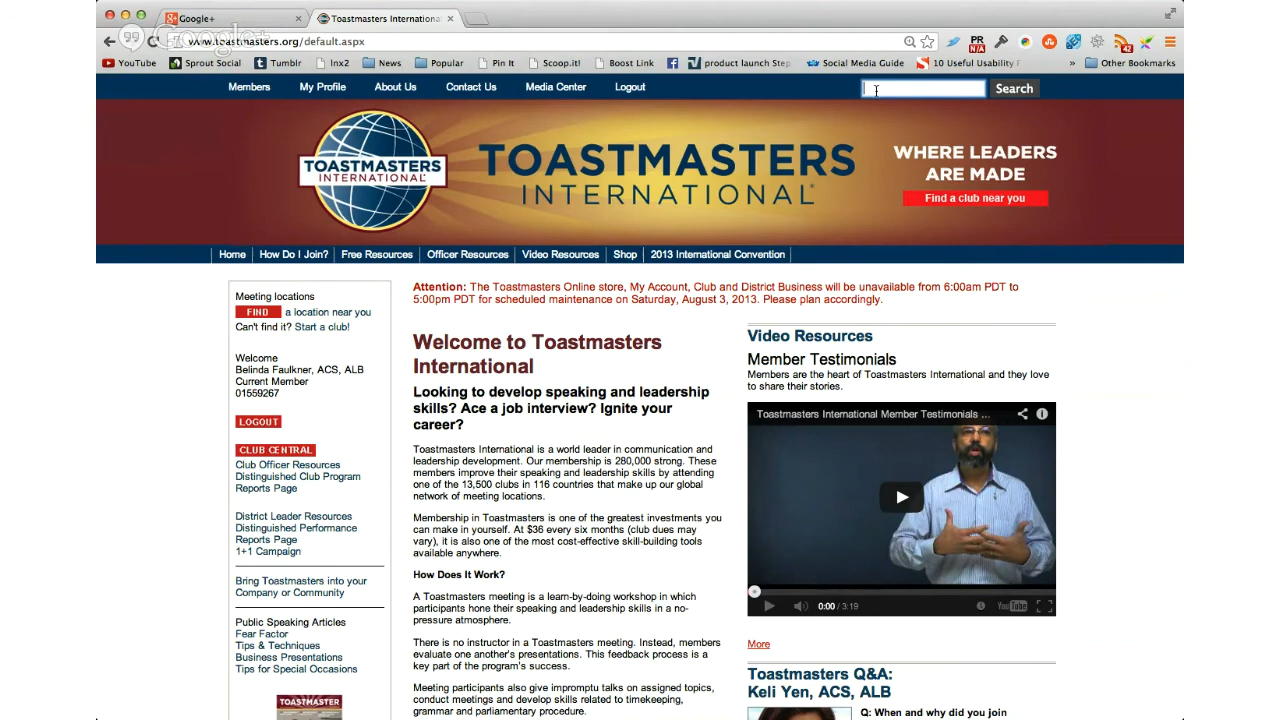 Google+
Toastmasters International
Google+
www.toastmasters.org/default.aspx
PR
N/A
42
YouTube
Sprout Social
Tumblr
lnx2
News
Popular
Pin It
Scoop.it!
Boost Link
product launch Step
Social Media Guide
10 Useful Usability F
»
Other Bookmarks
Members
My Profile
About Us
Contact Us
Media Center
Logout
Search
TOASTMASTERS
INTERNATIONAL
TOASTMASTERS
INTERNATIONAL®
WHERE LEADERS
ARE MADE
Find a club near you
Home
How Do I Join?
Free Resources
Officer Resources
Video Resources
Shop
2013 International Convention
Meeting locations
FIND a location near you
Can't find it? Start a club!
Welcome
Belinda Faulkner, ACS, ALB
Current Member
01559267
LOGOUT
CLUB CENTRAL
Club Officer Resources
Distinguished Club Program
Reports Page
District Leader Resources
Distinguished Performance
Reports Page
1+1 Campaign
Bring Toastmasters into your
Company or Community
Public Speaking Articles
Fear Factor
Tips & Techniques
Business Presentations
Tips for Special Occasions
TOASTMASTER
Attention: The Toastmasters Online store, My Account, Club and District Business will be unavailable from 6:00am PDT to
5:00pm PDT for scheduled maintenance on Saturday, August 3, 2013. Please plan accordingly.
Welcome to Toastmasters
International
Looking to develop speaking and leadership
skills? Ace a job interview? Ignite your
career?
Toastmasters International is a world leader in communication and
leadership development. Our membership is 280,000 strong. These
members improve their speaking and leadership skills by attending
one of the 13,500 clubs in 116 countries that make up our global
network of meeting locations.
Membership in Toastmasters is one of the greatest investments you
can make in yourself. At $36 every six months (club dues may
vary), it is also one of the most cost-effective skill-building tools
available anywhere.
How Does It Work?
A Toastmasters meeting is a learn-by-doing workshop in which
participants hone their speaking and leadership skills in a no-
pressure atmosphere.
There is no instructor in a Toastmasters meeting. Instead, members
evaluate one another's presentations. This feedback process is a
key part of the program's success.
Meeting participants also give impromptu talks on assigned topics,
conduct meetings and develop skills related to timekeeping,
grammar and parliamentary procedure.
Video Resources
Member Testimonials
Members are the heart of Toastmasters International and they love
to share their stories.
Toastmasters International Member Testimonials ...
0:00 / 3:19
YouTube
More
Toastmasters Q&A:
Keli Yen, ACS, ALB
Q: When and why did you join